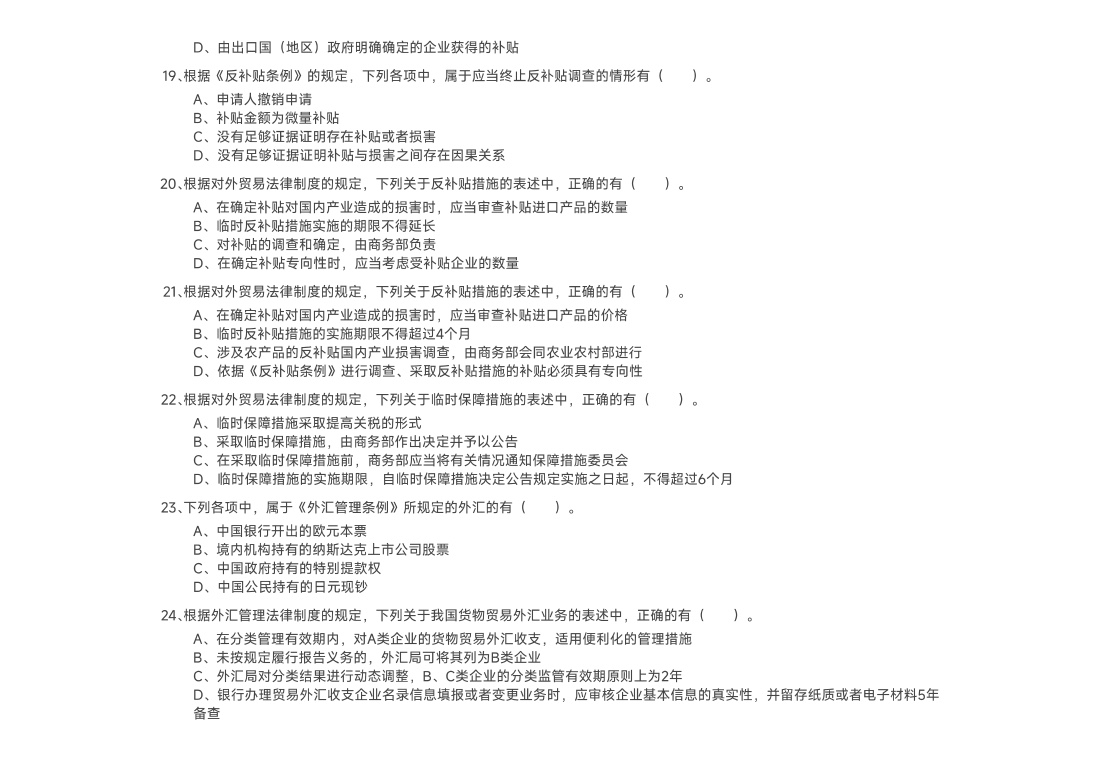 D、由出口国（地区）政府明确确定的企业获得的补贴
19、根据《反补贴条例》的规定，下列各项中，属于应当终止反补贴调查的情形有（　　）。
A、申请人撤销申请
B、补贴金额为微量补贴
C、没有足够证据证明存在补贴或者损害
D、没有足够证据证明补贴与损害之间存在因果关系
20、根据对外贸易法律制度的规定，下列关于反补贴措施的表述中，正确的有（　　）。
A、在确定补贴对国内产业造成的损害时，应当审查补贴进口产品的数量
B、临时反补贴措施实施的期限不得延长
C、对补贴的调查和确定，由商务部负责
D、在确定补贴专向性时，应当考虑受补贴企业的数量
21、根据对外贸易法律制度的规定，下列关于反补贴措施的表述中，正确的有（　　）。
A、在确定补贴对国内产业造成的损害时，应当审查补贴进口产品的价格
B、临时反补贴措施的实施期限不得超过4个月
C、涉及农产品的反补贴国内产业损害调查，由商务部会同农业农村部进行
D、依据《反补贴条例》进行调查、采取反补贴措施的补贴必须具有专向性
22、根据对外贸易法律制度的规定，下列关于临时保障措施的表述中，正确的有（　　）。
A、临时保障措施采取提高关税的形式
B、采取临时保障措施，由商务部作出决定并予以公告
C、在采取临时保障措施前，商务部应当将有关情况通知保障措施委员会
D、临时保障措施的实施期限，自临时保障措施决定公告规定实施之日起，不得超过6个月
23、下列各项中，属于《外汇管理条例》所规定的外汇的有（　　）。
A、中国银行开出的欧元本票
B、境内机构持有的纳斯达克上市公司股票
C、中国政府持有的特别提款权
D、中国公民持有的日元现钞
24、根据外汇管理法律制度的规定，下列关于我国货物贸易外汇业务的表述中，正确的有（　　）。
A、在分类管理有效期内，对A类企业的货物贸易外汇收支，适用便利化的管理措施
B、未按规定履行报告义务的，外汇局可将其列为B类企业
C、外汇局对分类结果进行动态调整，B、C类企业的分类监管有效期原则上为2年
D、银行办理贸易外汇收支企业名录信息填报或者变更业务时，应审核企业基本信息的真实性，并留存纸质或者电子材料5年
备查